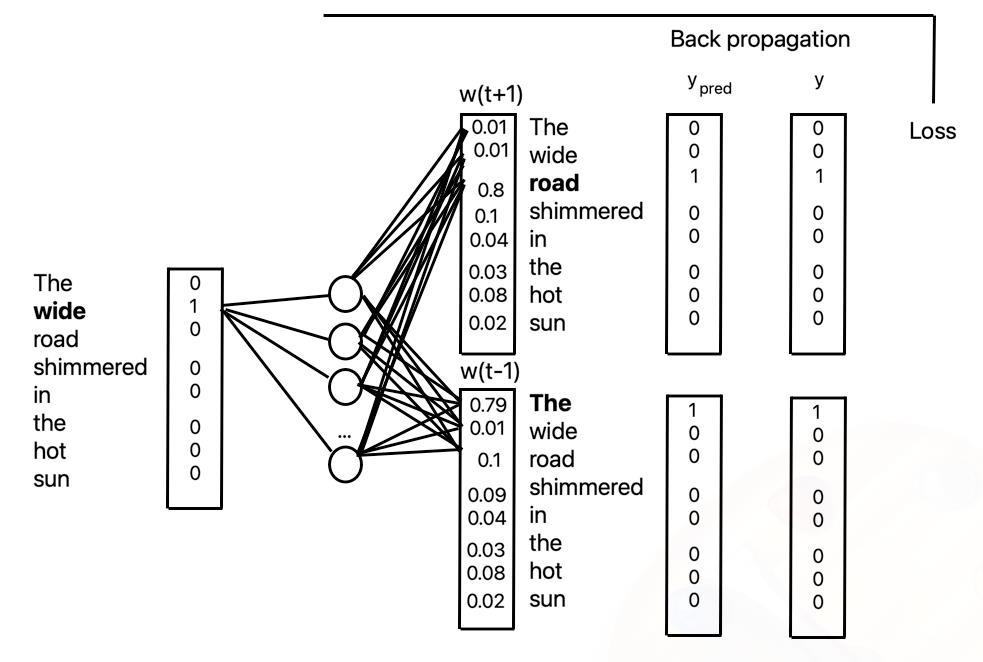 Back propagation
y pred
y
Loss
w(t+1)
0.01 The 0 0
0.01 wide 0 0
0.8 road 1 1
0.1 shimmered 0 0
0.04 in 0 0
0.03 the 0 0
0.08 hot 0 0
0.02 sun 0 0
The 0
wide 1
road 0
shimmered 0
in 0
the 0
hot 0
sun 0
...
w(t-1)
0.79 The 1 1
0.01 wide 0 0
0.1 road 0 0
0.09 shimmered 0 0
0.04 in 0 0
0.03 the 0 0
0.08 hot 0 0
0.02 sun 0 0